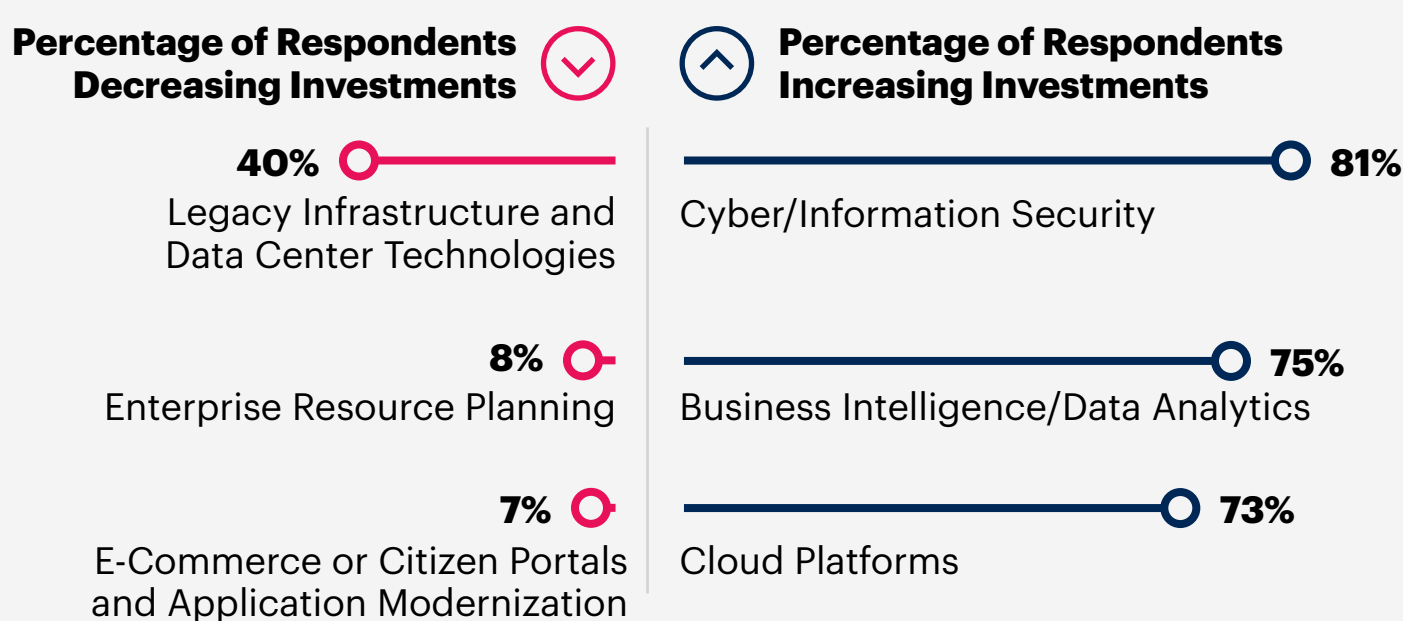 Percentage of Respondents
Decreasing Investments
40%
Legacy Infrastructure and
Data Center Technologies
8%
Enterprise Resource Planning
7%
E-Commerce or Citizen Portals
and Application Modernization
Percentage of Respondents
Increasing Investments
81%
Cyber/Information Security
75%
Business Intelligence/Data Analytics
73%
Cloud Platforms